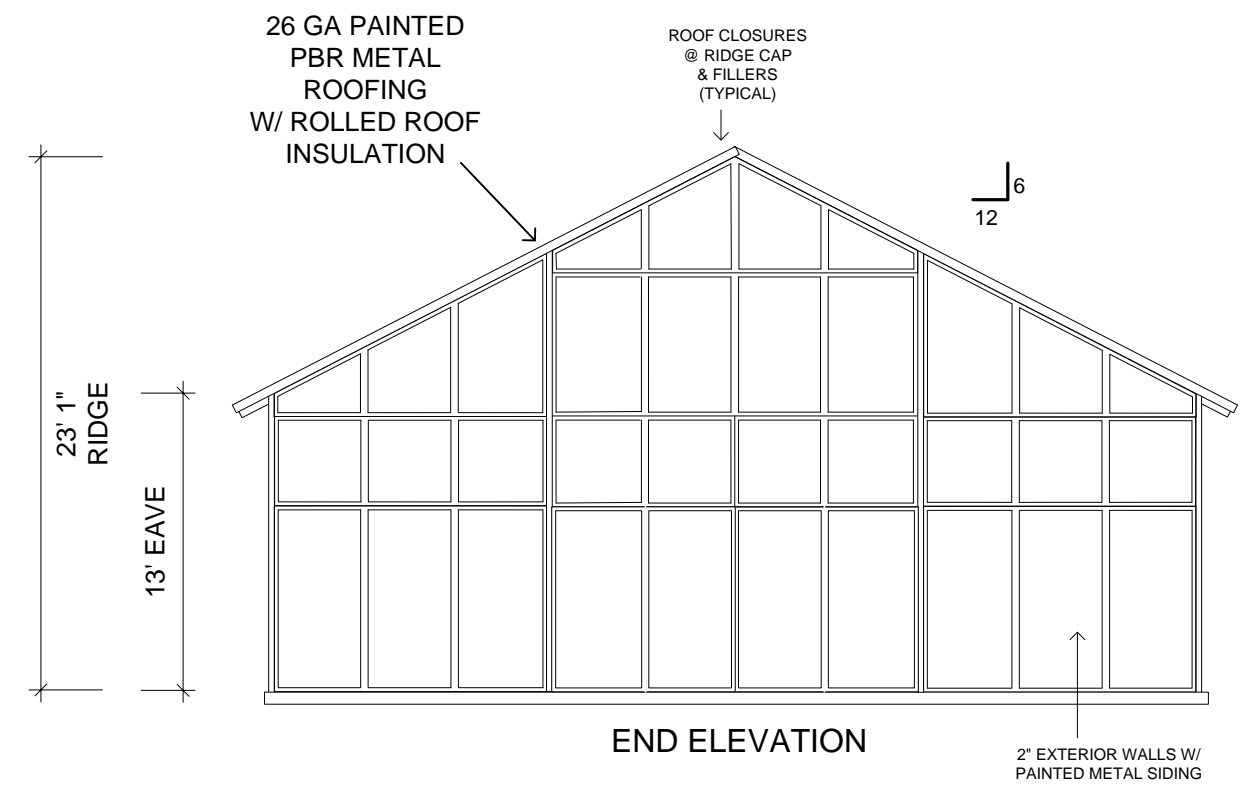 26 GA PAINTED
PBR METAL
ROOFING
W/ ROLLED ROOF
INSULATION
ROOF CLOSURES
@ RIDGE CAP
& FILLERS
(TYPICAL)
6
12
23' 1"
RIDGE
13' EAVE
END ELEVATION
2" EXTERIOR WALLS W/
PAINTED METAL SIDING